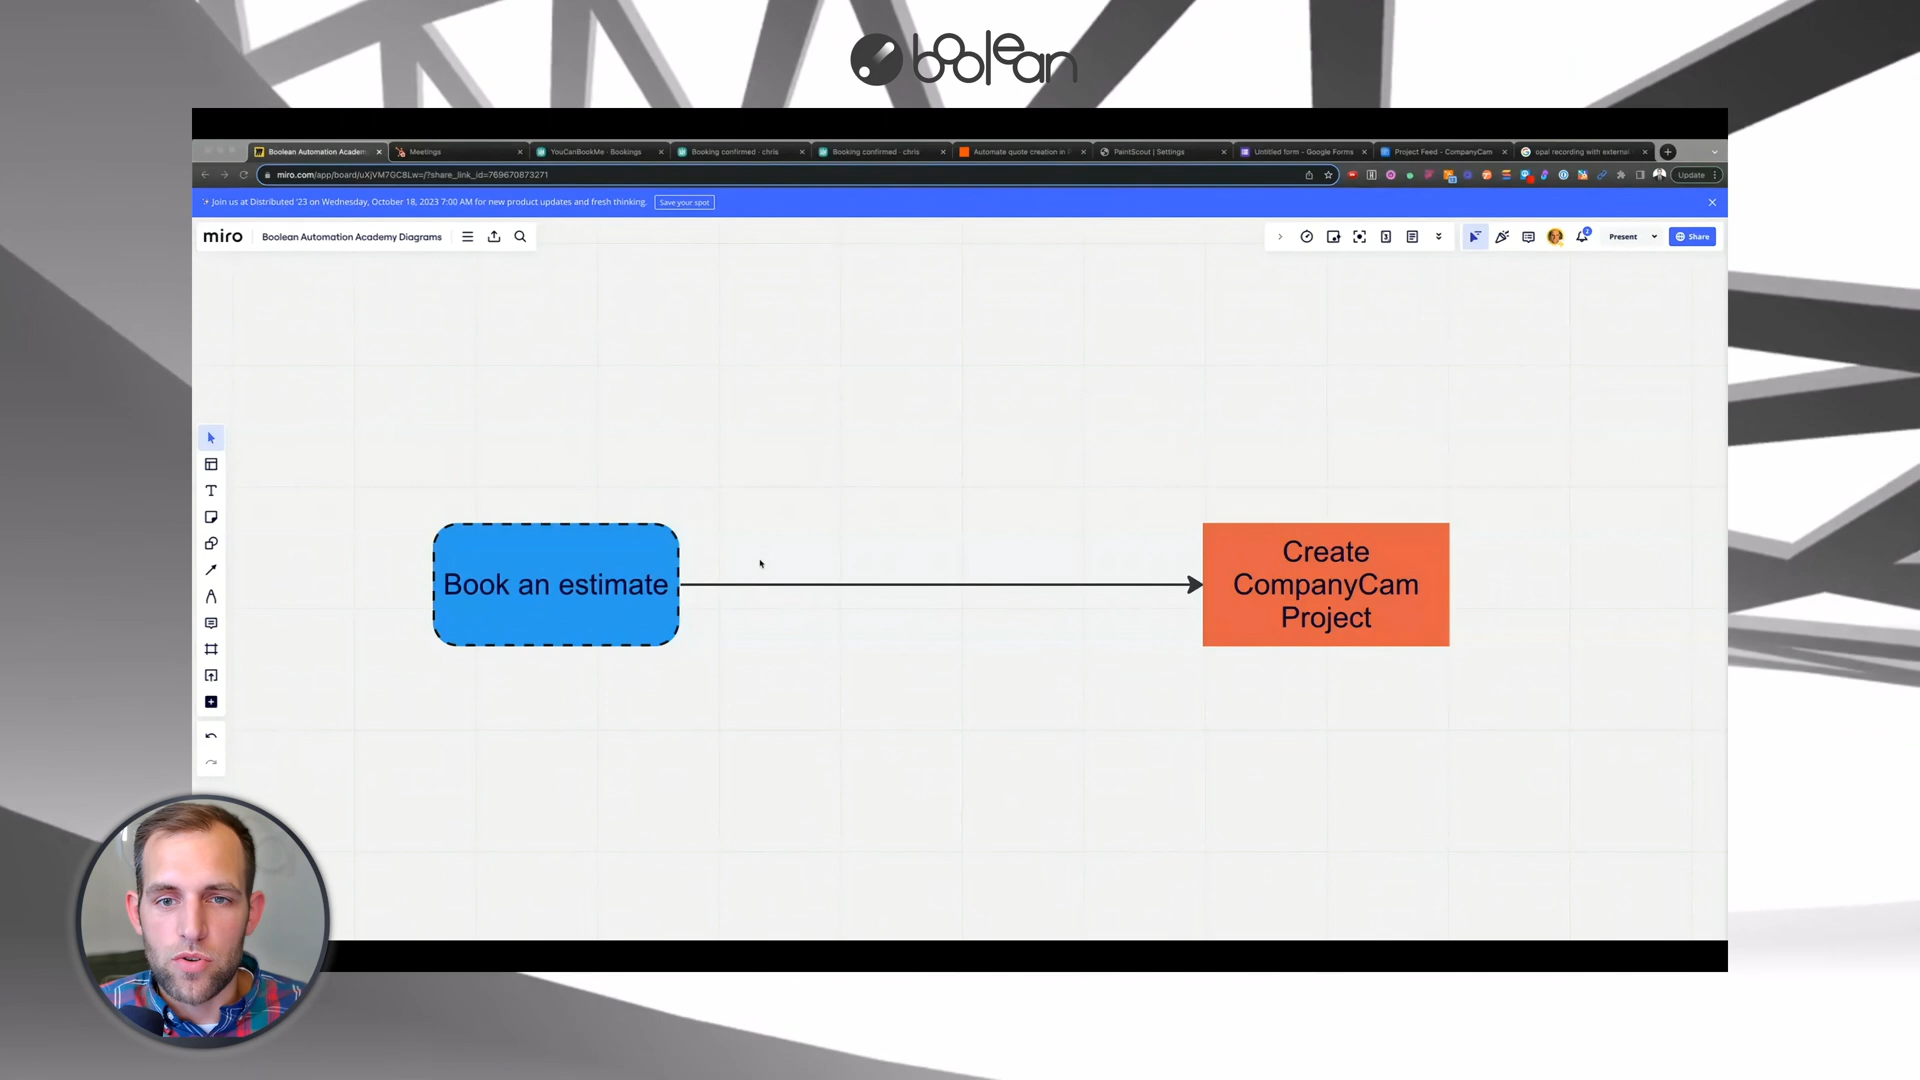 boolean
Boolean Automation Academ
Meetings
YouCanBookMe - Bookings
Booking confirmed · chris
Booking confirmed · chris
Automate quote creation in P
PaintScout | Settings
Untitled form - Google Forms
Project Feed – CompanyCam
opal recording with external
miro.com/app/board/uXjVM7GC8Lw=/?share_link_id=769670873271
Update
Join us at Distributed '23 on Wednesday, October 18, 2023 7:00 AM for new product updates and fresh thinking.
Save your spot
miro
Boolean Automation Academy Diagrams
2
Present
Share
Book an estimate
Create
CompanyCam
Project